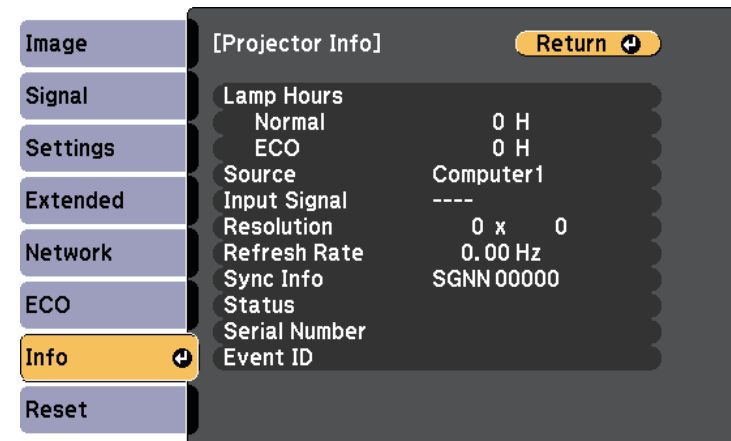 Image
Signal
Settings
Extended
Network
ECO
Info
Reset
[Projector Info]
Return
Lamp Hours
Normal 0 H
ECO 0 H
Source Computer1
Input Signal ----
Resolution 0 x 0
Refresh Rate 0.00 Hz
Sync Info SGNN 00000
Status
Serial Number
Event ID